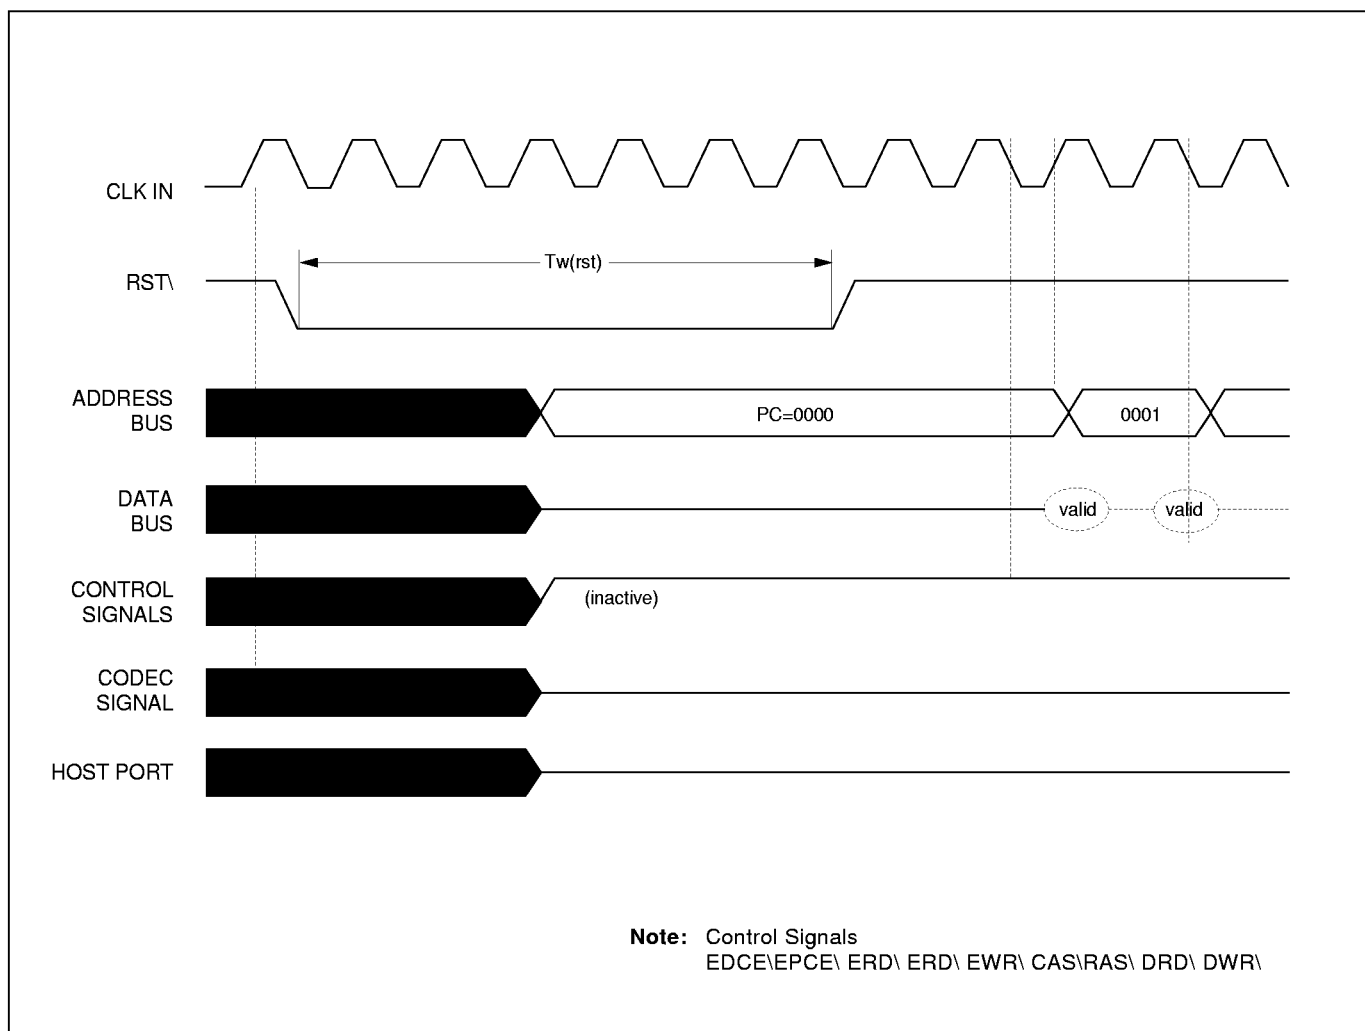 CLK IN
Tw(rst)
RST\
ADDRESS
BUS
PC=0000
0001
DATA
BUS
valid
valid
CONTROL
SIGNALS
(inactive)
CODEC
SIGNAL
HOST PORT
Note: Control Signals
EDCE\EPCE\ ERD\ ERD\ EWR\ CAS\RAS\ DRD\ DWR\